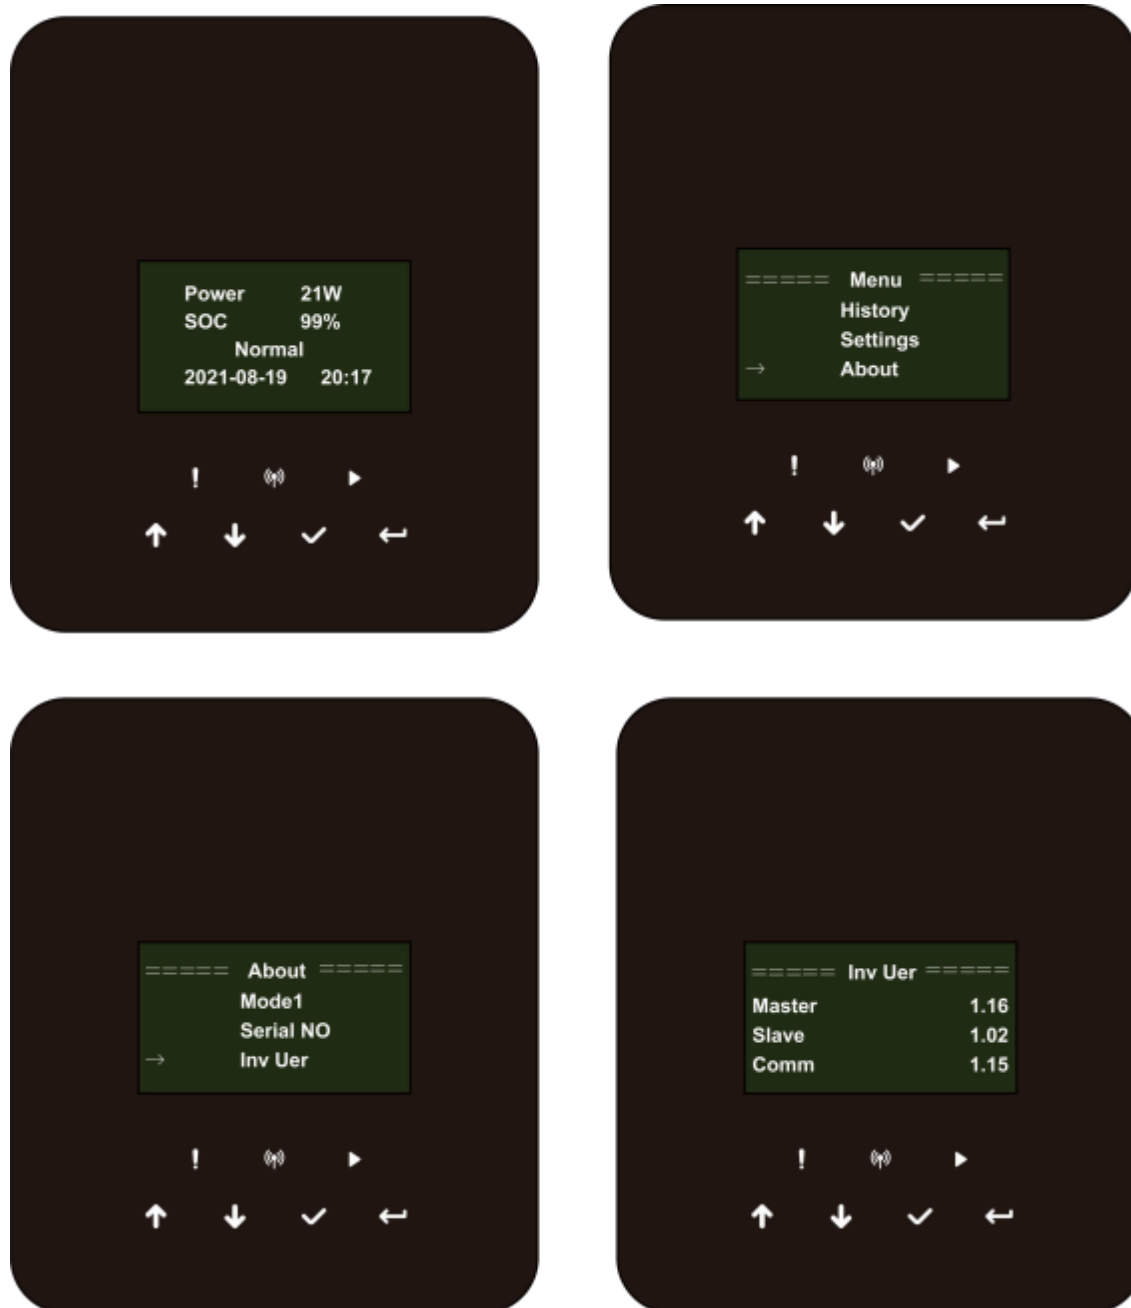 Power 21W
SOC 99%
Normal
2021-08-19 20:17
===== Menu =====
History
Settings
→ About
===== About =====
Mode1
Serial NO
→ Inv Uer
===== Inv Uer =====
Master 1.16
Slave 1.02
Comm 1.15